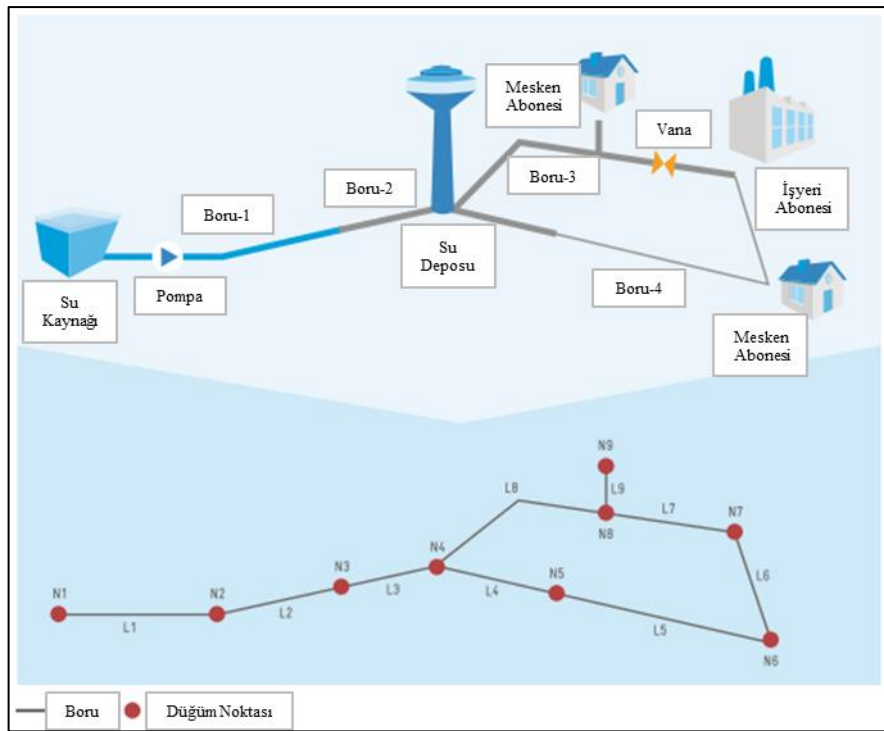 Mesken
Abonesi
Vana
Boru-3
Boru-2
İşyeri
Abonesi
Boru-1
Su
Deposu
Boru-4
Pompa
Su
Kaynağı
Mesken
Abonesi
N9
L9
L8
L7
N7
N8
N4
N3
L6
L3
L4
N5
N1
N2
L2
L1
L5
N6
Boru
Düğüm Noktası